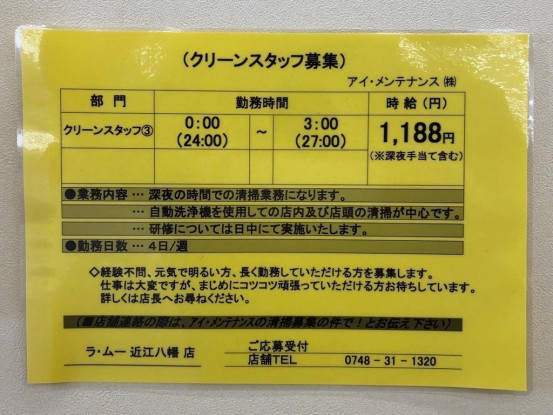 (クリーンスタッフ募集)
アイ・メンテナンス ㈱
部 門 勤務時間 時 給 (円)
クリーンスタッフ③ 0:00 ~ 3:00 1,188円
(24:00) (27:00) (※深夜手当て含む)
●業務内容 … 深夜の時間での清掃業務になります。
… 自動洗浄機を使用しての店内及び店頭の清掃が中心です。
… 研修については日中にて実施いたします。
●勤務日数 … 4日/週
◇経験不問、元気で明るい方、長く勤務していただける方を募集します。
仕事は大変ですが、まじめにコツコツ頑張っていただける方お待ちしています。
詳しくは店長へお尋ねください。
(■店舗連絡の際は、アイ・メンテナンスの清掃募集の件で!とお伝え下さい)
ラ・ムー 近江八幡 店
ご応募受付
店舗TEL 0748-31-1320